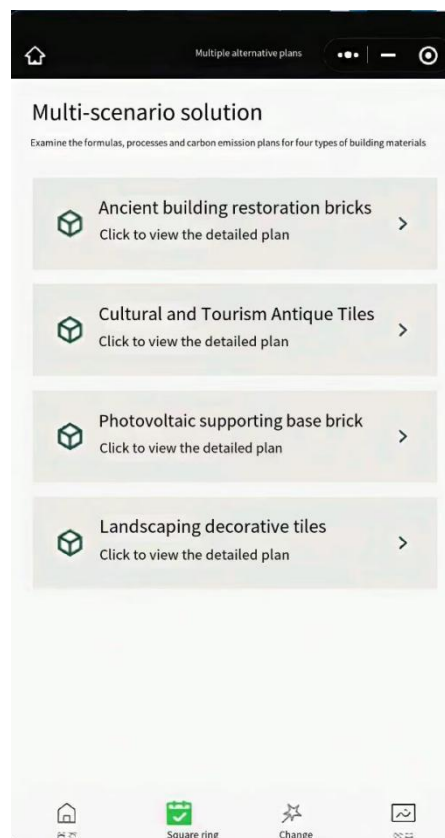 Multiple alternative plans
Multi-scenario solution
Examine the formulas, processes and carbon emission plans for four types of building materials
Ancient building restoration bricks
Click to view the detailed plan
Cultural and Tourism Antique Tiles
Click to view the detailed plan
Photovoltaic supporting base brick
Click to view the detailed plan
Landscaping decorative tiles
Click to view the detailed plan
Square ring
Change